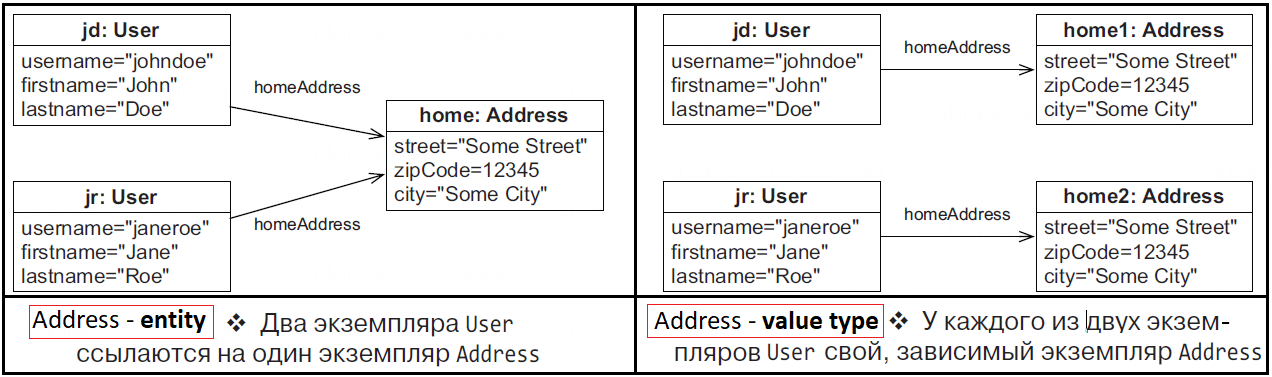 jd: User
username="johndoe"
firstname="John"
lastname="Doe"
homeAddress
home: Address
street="Some Street"
zipCode=12345
city="Some City"
jr: User
username="janeroe"
firstname="Jane"
lastname="Roe"
homeAddress
Address - entity ❖ Два экземпляра User
ссылаются на один экземпляр Address
jd: User
username="johndoe"
firstname="John"
lastname="Doe"
homeAddress
home1: Address
street="Some Street"
zipCode=12345
city="Some City"
jr: User
username="janeroe"
firstname="Jane"
lastname="Roe"
homeAddress
home2: Address
street="Some Street"
zipCode=12345
city="Some City"
Address - value type ❖ У каждого из двух экзем-
пляров User свой, зависимый экземпляр Address